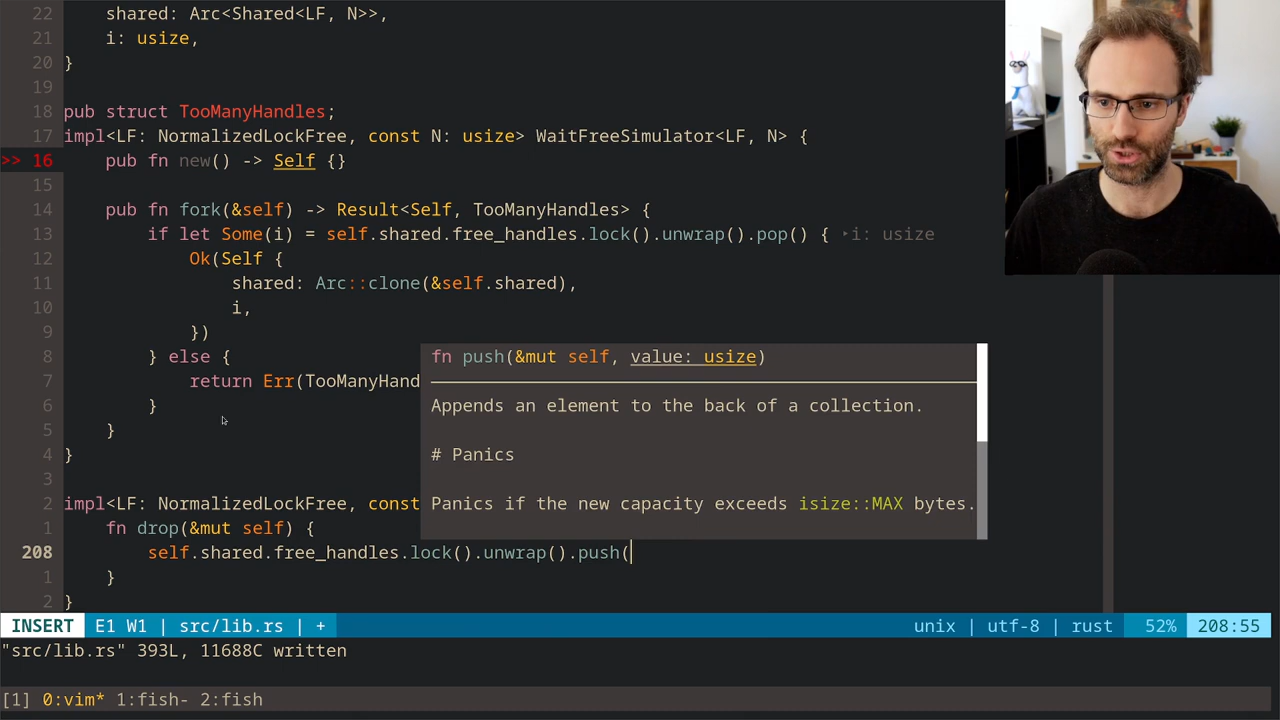 22     shared: Arc<Shared<LF, N>>,
21     i: usize,
20 }
19
18 pub struct TooManyHandles;
17 impl<LF: NormalizedLockFree, const N: usize> WaitFreeSimulator<LF, N> {
>> 16     pub fn new() -> Self {}
15
14     pub fn fork(&self) -> Result<Self, TooManyHandles> {
13         if let Some(i) = self.shared.free_handles.lock().unwrap().pop() { ‣i: usize
12             Ok(Self {
11                 shared: Arc::clone(&self.shared),
10                 i,
9             })
8         } else {
7             return Err(TooManyHand
6         }
5     }
4 }
3
2 impl<LF: NormalizedLockFree, const
1     fn drop(&mut self) {
208         self.shared.free_handles.lock().unwrap().push(
1     }
2 }
fn push(&mut self, value: usize)
Appends an element to the back of a collection.
# Panics
Panics if the new capacity exceeds isize::MAX bytes.
INSERT E1 W1 | src/lib.rs | + unix | utf-8 | rust 52% 208:55
"src/lib.rs" 393L, 11688C written
[1] 0:vim* 1:fish- 2:fish